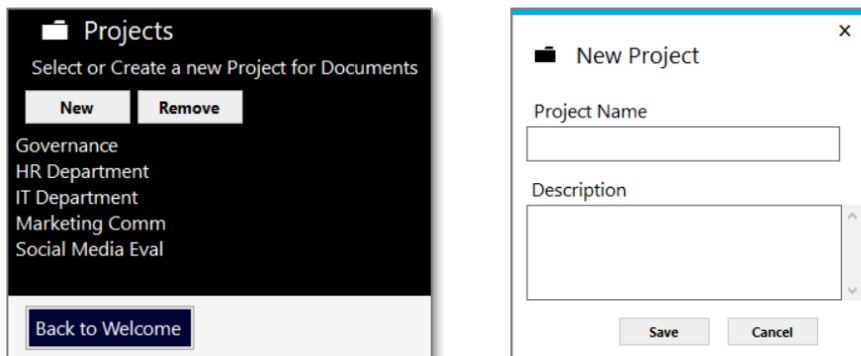 Projects
Select or Create a new Project for Documents
New Remove
Governance
HR Department
IT Department
Marketing Comm
Social Media Eval
Back to Welcome
x
New Project
Project Name
Description
Save Cancel